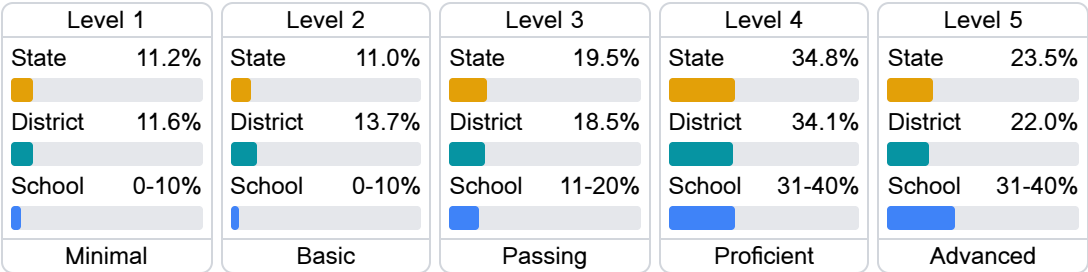 Level 1
State 11.2%
District 11.6%
School 0-10%
Minimal
Level 2
State 11.0%
District 13.7%
School 0-10%
Basic
Level 3
State 19.5%
District 18.5%
School 11-20%
Passing
Level 4
State 34.8%
District 34.1%
School 31-40%
Proficient
Level 5
State 23.5%
District 22.0%
School 31-40%
Advanced